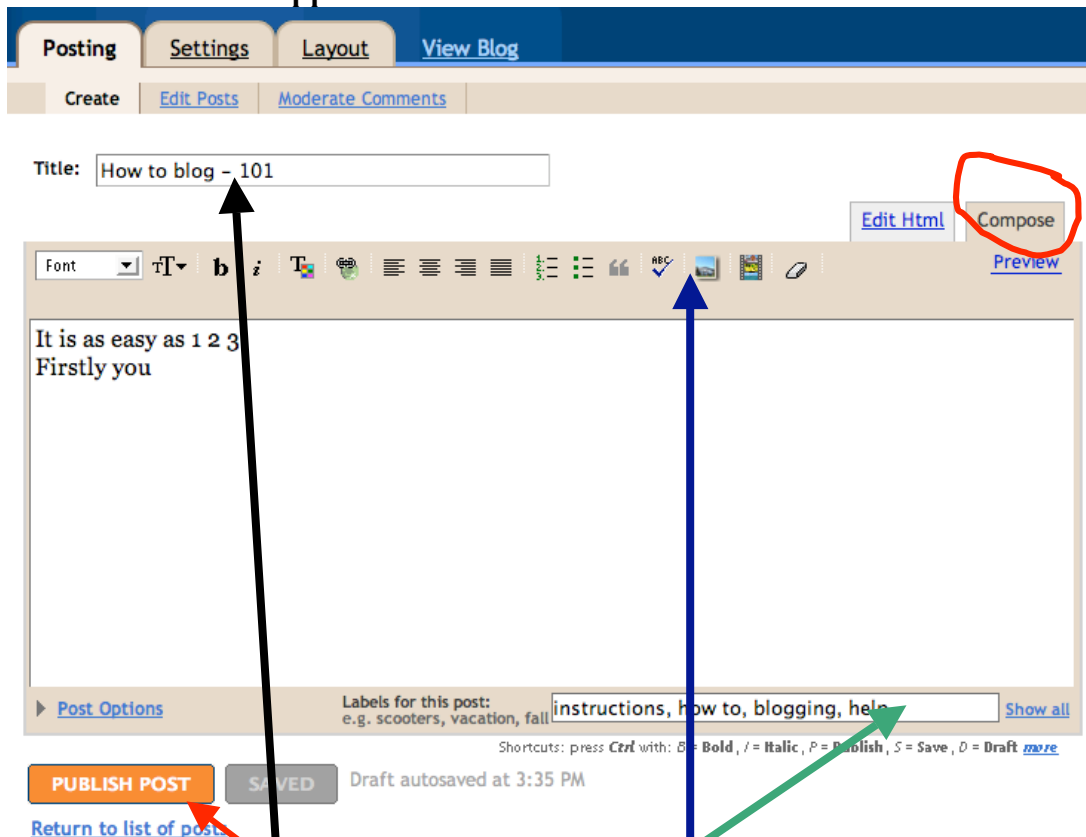 Posting Settings Layout View Blog
Create Edit Posts Moderate Comments
Title: How to blog – 101
Edit Html Compose
Font TT b i T ABC Preview
It is as easy as 1 2 3
Firstly you
Post Options Labels for this post: instructions, how to, blogging, help Show all
e.g. scooters, vacation, fall
Shortcuts: press Ctrl with: B = Bold, I = Italic, P = Publish, S = Save, D = Draft more
PUBLISH POST SAVED Draft autosaved at 3:35 PM
Return to list of posts